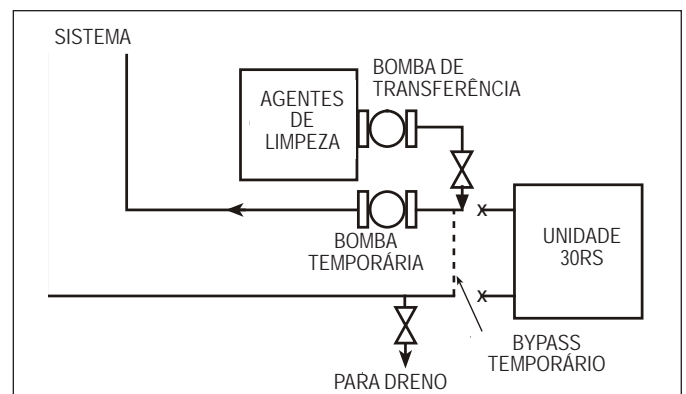 SISTEMA
BOMBA DE
TRANSFERÊNCIA
AGENTES
DE
LIMPEZA
BOMBA
TEMPORÁRIA
UNIDADE
30RS
BYPASS
TEMPORÁRIO
PARA DRENO